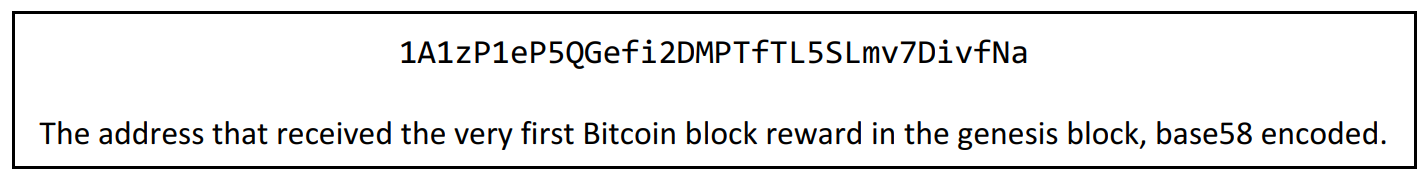 1A1zP1eP5QGefi2DMPTfTL5SLmv7DivfNa
The address that received the very first Bitcoin block reward in the genesis block, base58 encoded.